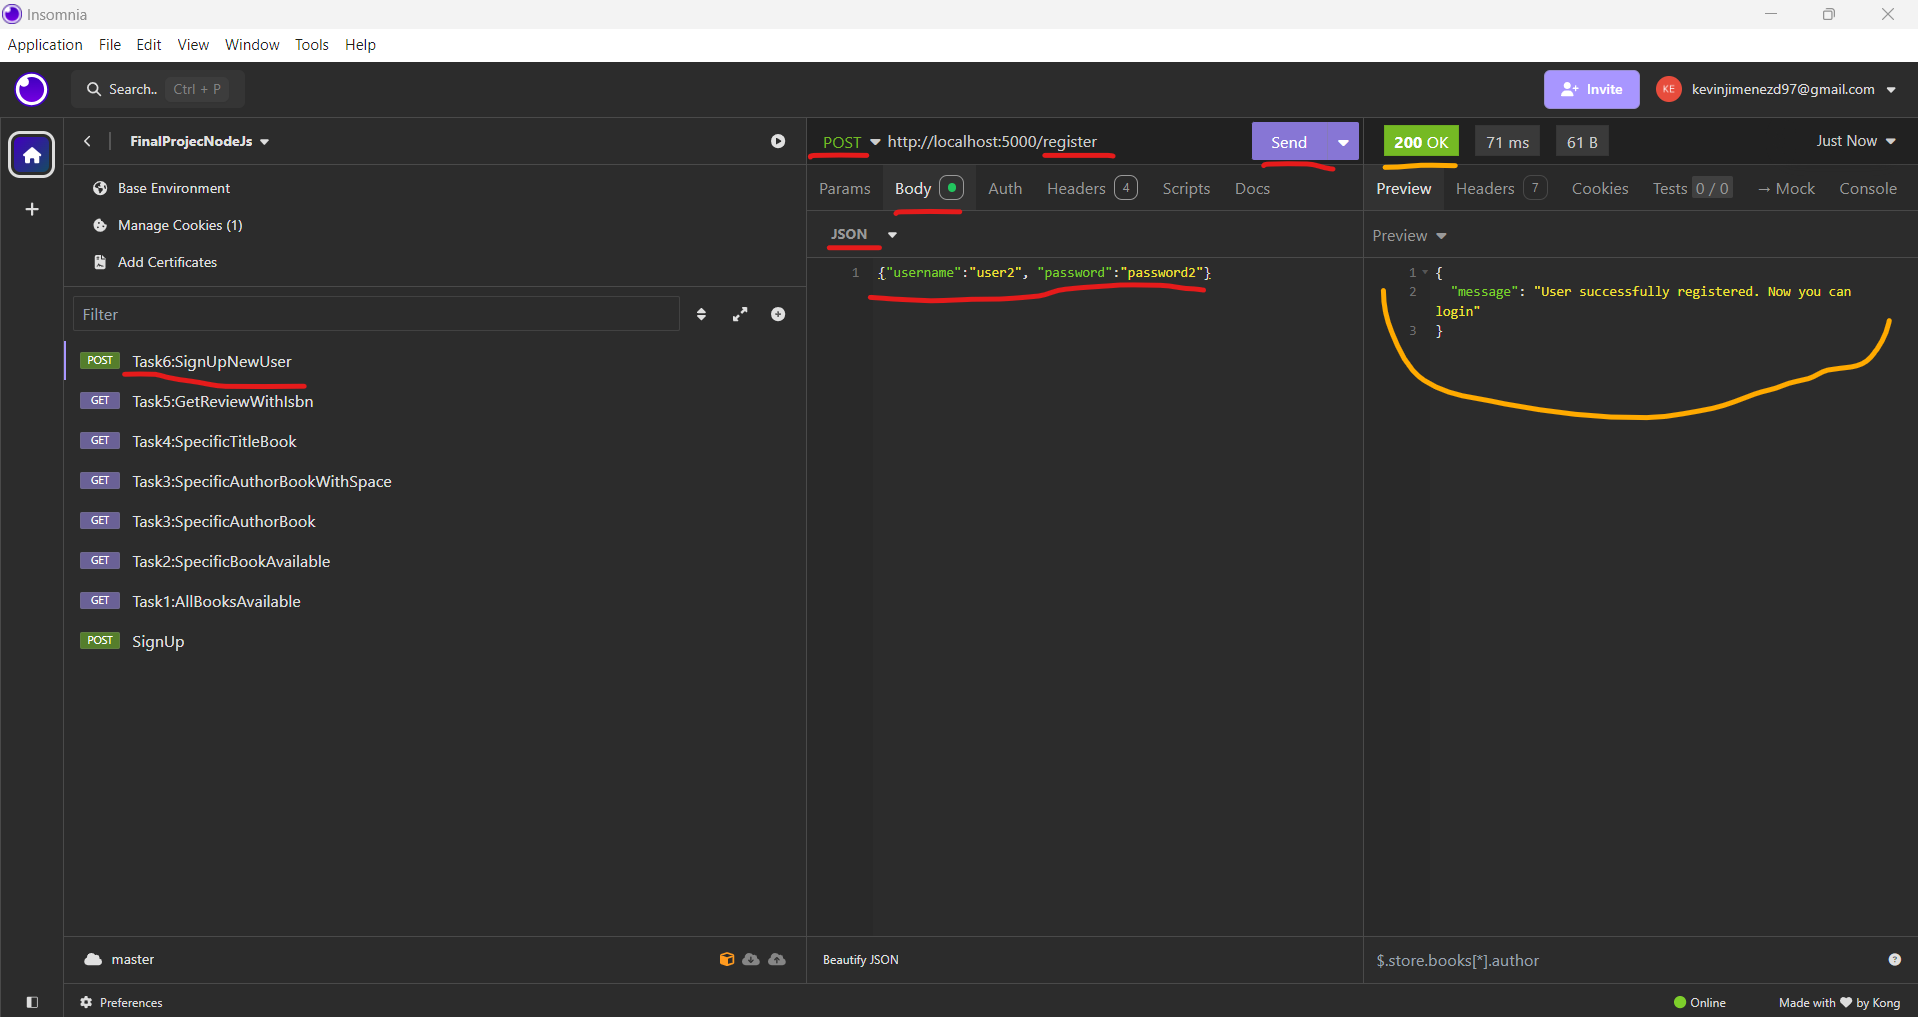 Insomnia
Application File Edit View Window Tools Help
Search.. Ctrl + P
Invite
KE kevinjimenezd97@gmail.com
FinalProjecNodeJs
Base Environment
Manage Cookies (1)
Add Certificates
Filter
POST Task6:SignUpNewUser
GET Task5:GetReviewWithIsbn
GET Task4:SpecificTitleBook
GET Task3:SpecificAuthorBookWithSpace
GET Task3:SpecificAuthorBook
GET Task2:SpecificBookAvailable
GET Task1:AllBooksAvailable
POST SignUp
master
Preferences
POST http://localhost:5000/register Send
Params Body Auth Headers 4 Scripts Docs
JSON
1 {"username":"user2", "password":"password2"}
Beautify JSON
200 OK 71 ms 61 B Just Now
Preview Headers 7 Cookies Tests 0 / 0 → Mock Console
Preview
1 {
2 "message": "User successfully registered. Now you can
login"
3 }
$.store.books[*].author
Online Made with ❤ by Kong